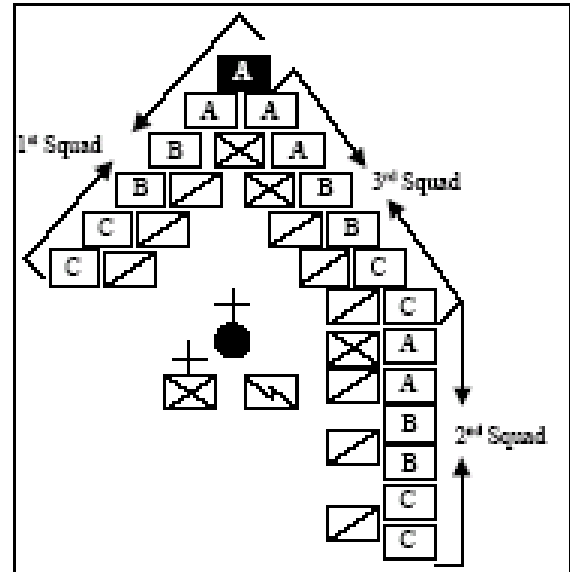 A
A A
B A
1st Squad
B B
3rd Squad
C B
C C
C
A
A
B
2nd Squad
B
C
C